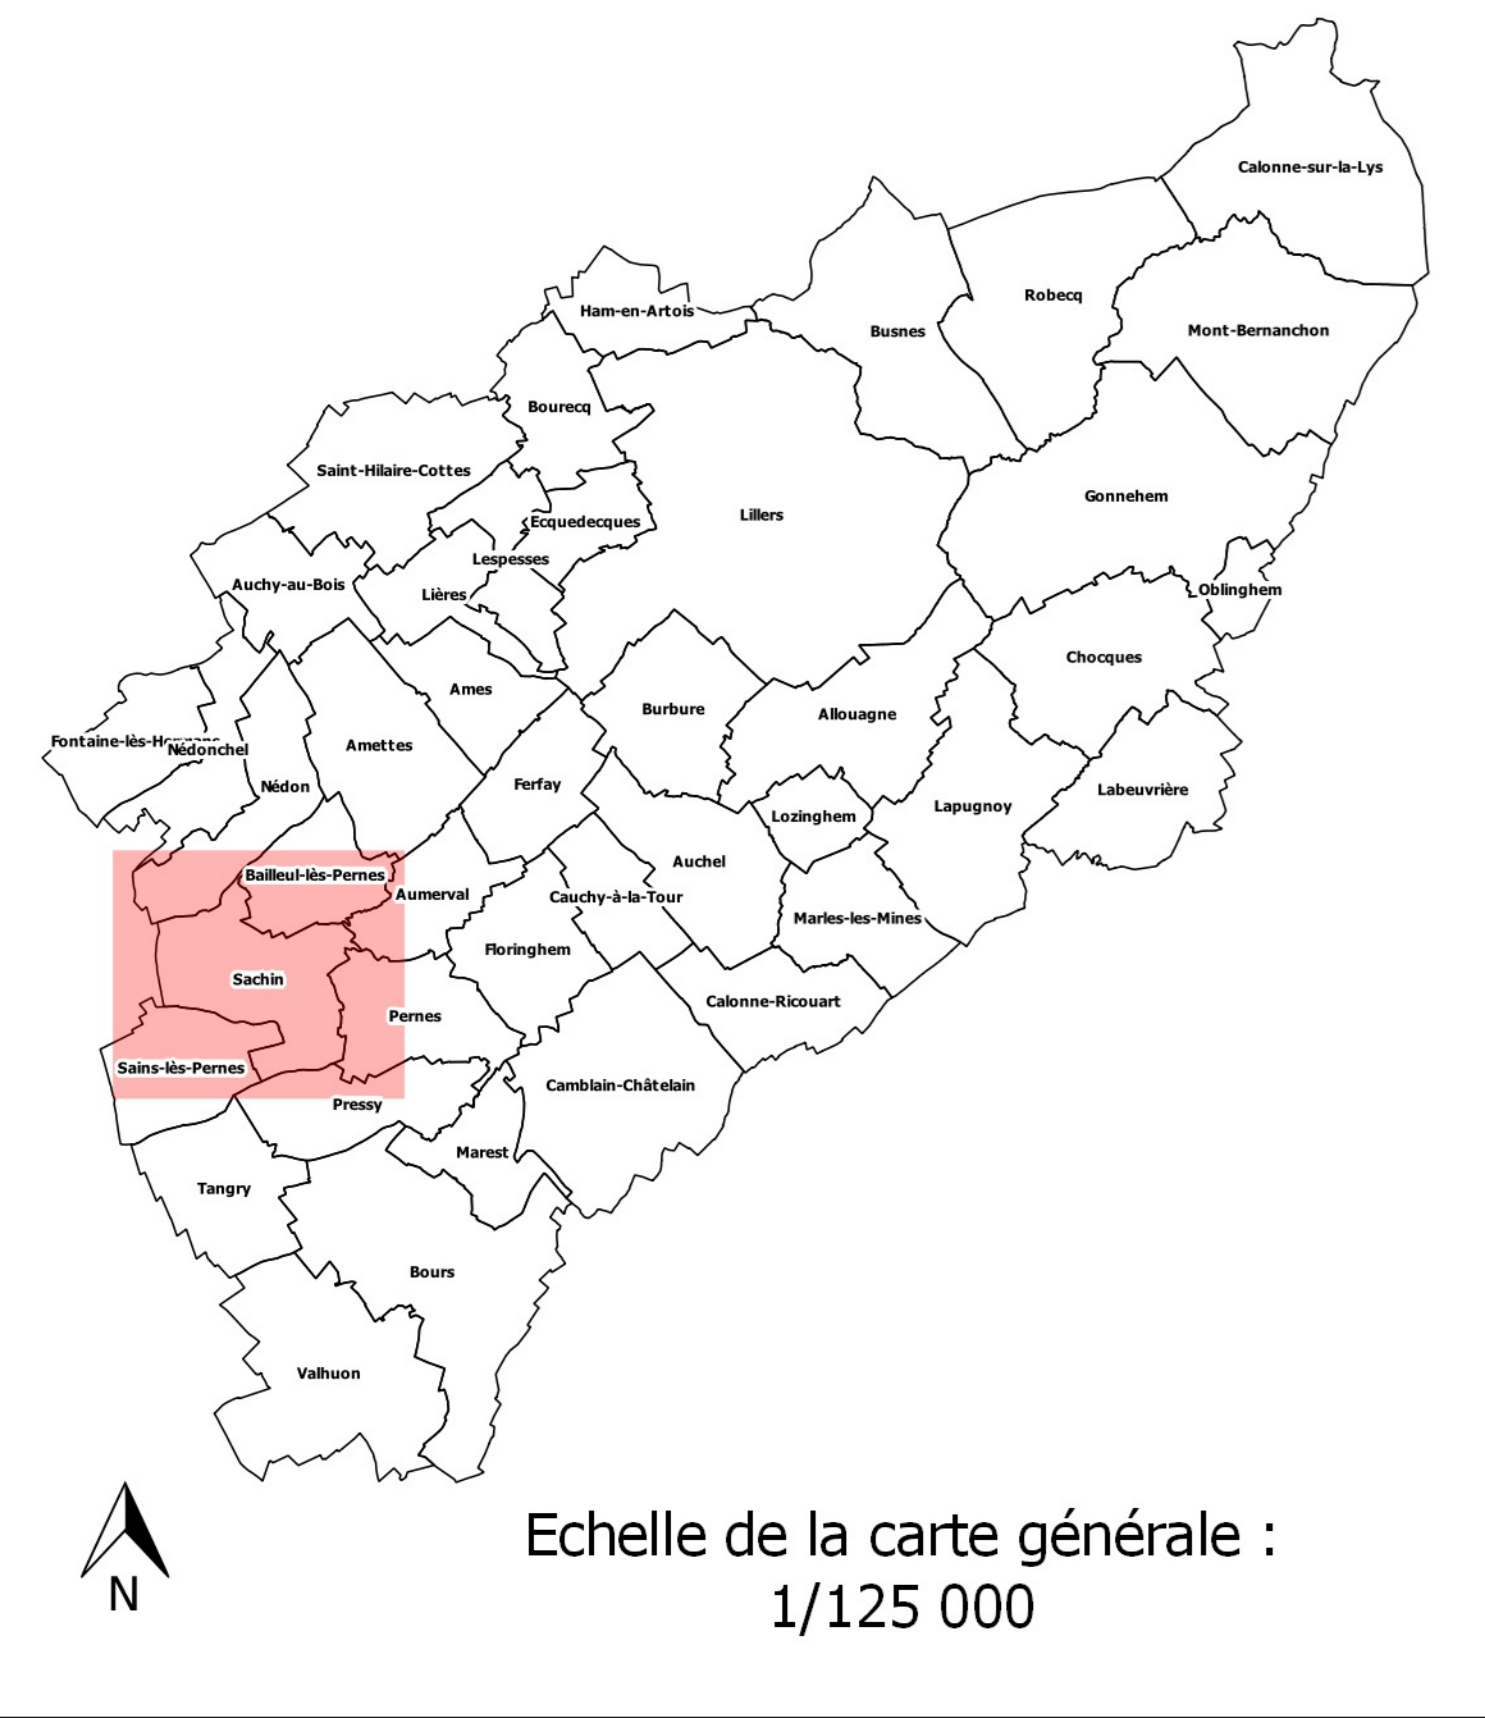 Calonne-sur-la-Lys
Robecq
Ham-en-Artois
Busnes
Mont-Bernanchon
Bourecq
Saint-Hilaire-Cottes
Gonnehem
Lillers
Ecquedecques
Lespesses
Auchy-au-Bois
Oblinghem
Lières
Chocques
Ames
Burbure
Allouagne
Fontaine-lès-Hermans
Nédonchel
Amettes
Ferfay
Nédon
Labeuvrière
Lapugnoy
Lozinghem
Auchel
Bailleul-lès-Pernes
Aumerval
Cauchy-à-la-Tour
Marles-les-Mines
Floringhem
Sachin
Calonne-Ricouart
Pernes
Sains-lès-Pernes
Camblain-Châtelain
Pressy
Marest
Tangry
Bours
Valhuon
Echelle de la carte générale :
1/125 000
N